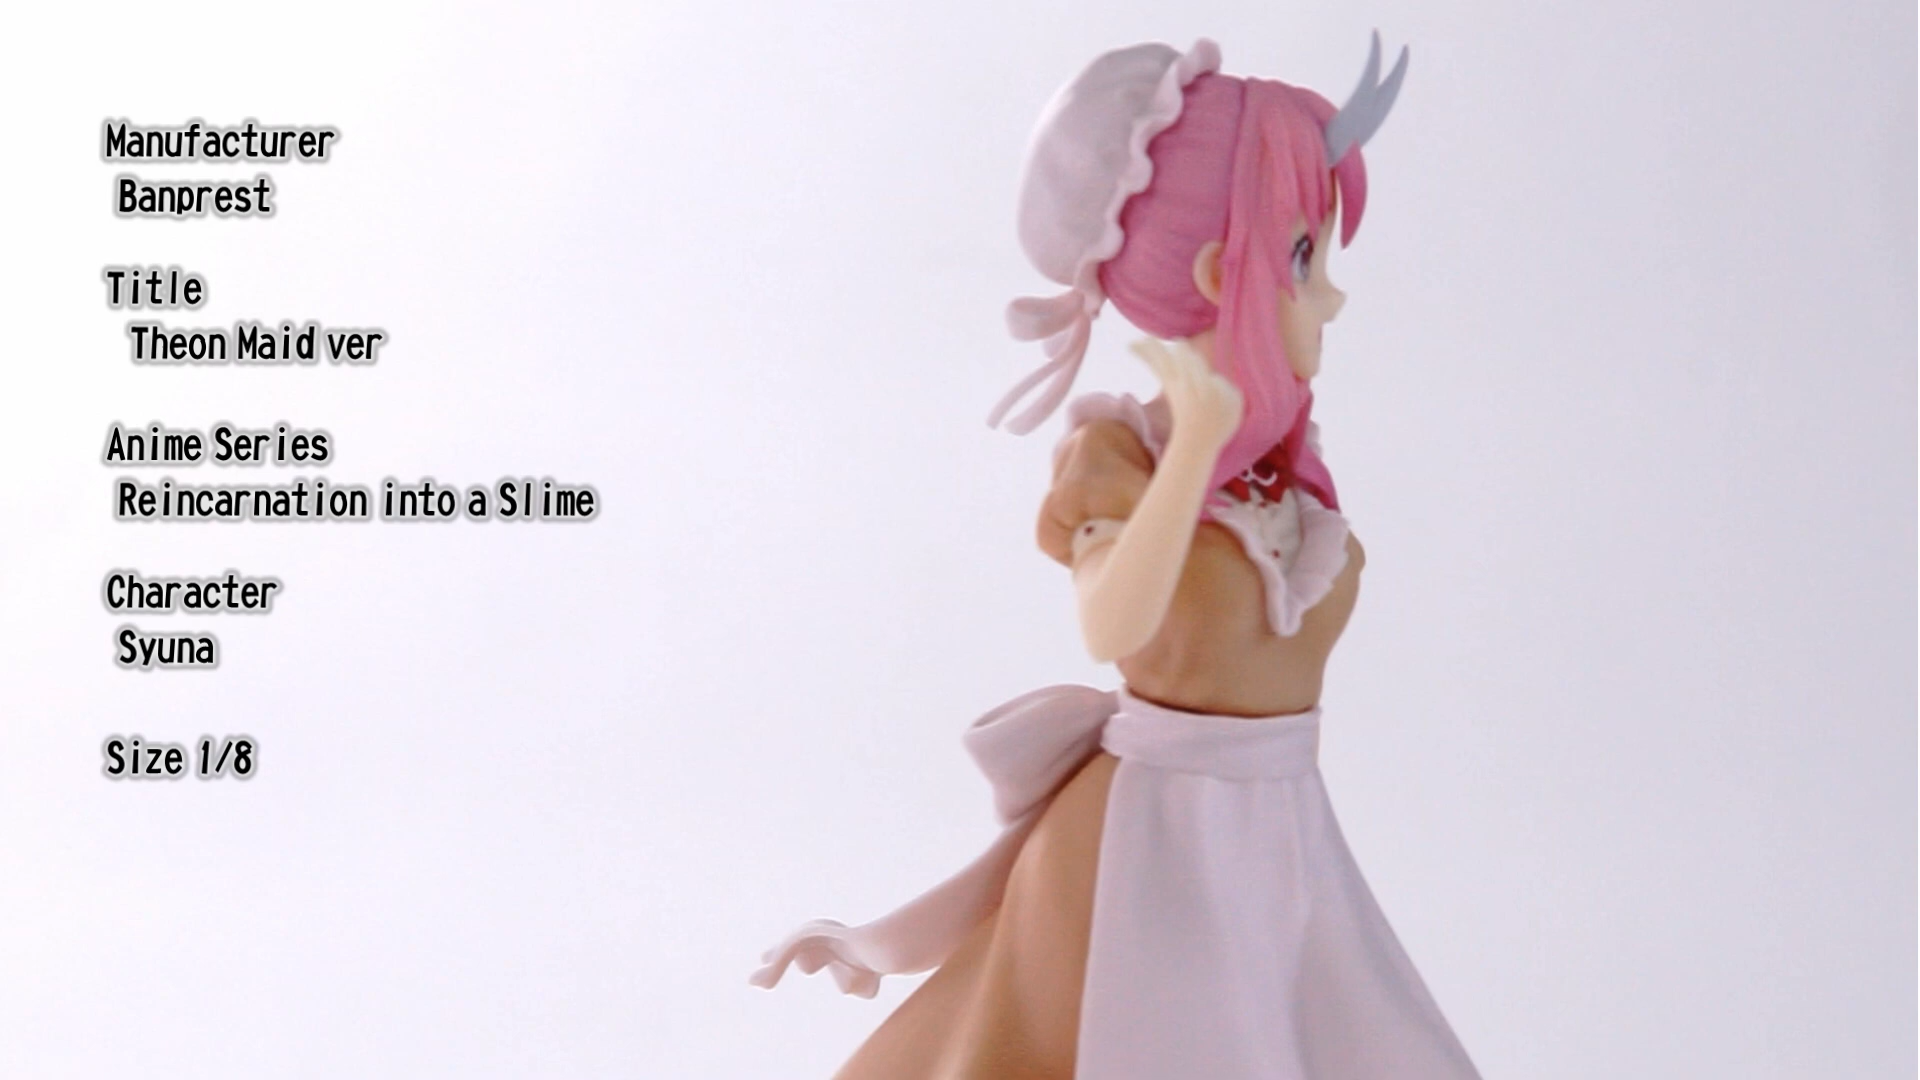 Manufacturer
Banprest
Title
Theon Maid ver
Anime Series
Reincarnation into a Slime
Character
Syuna
Size 1/8